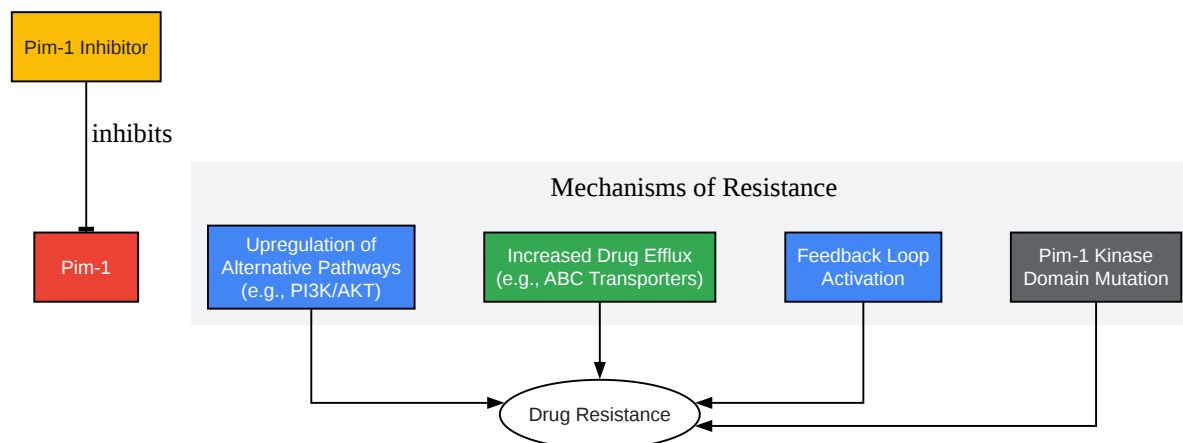 Pim-1 Inhibitor
inhibits
Mechanisms of Resistance
Pim-1
Upregulation of
Alternative Pathways
(e.g., PI3K/AKT)
Increased Drug Efflux
(e.g., ABC Transporters)
Feedback Loop
Activation
Pim-1 Kinase
Domain Mutation
Drug Resistance